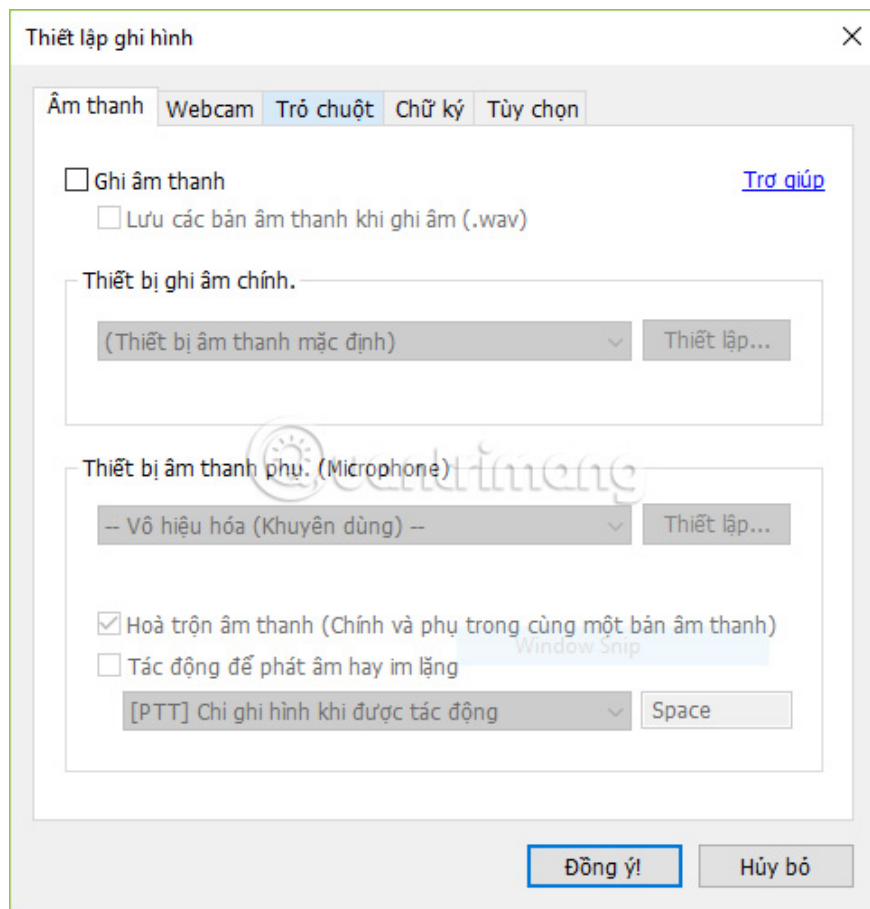 Thiết lập ghi hình
Âm thanh Webcam Trỏ chuột Chữ ký Tùy chọn
Ghi âm thanh Trợ giúp
Lưu các bản âm thanh khi ghi âm (.wav)
Thiết bị ghi âm chính.
(Thiết bị âm thanh mặc định) Thiết lập...
Thiết bị âm thanh phụ. (Microphone)
Quantrimang
-- Vô hiệu hóa (Khuyên dùng) -- Thiết lập...
Hoà trộn âm thanh (Chính và phụ trong cùng một bản âm thanh)
Window Snip
Tác động để phát âm hay im lặng
[PTT] Chỉ ghi hình khi được tác động Space
Đồng ý! Hủy bỏ